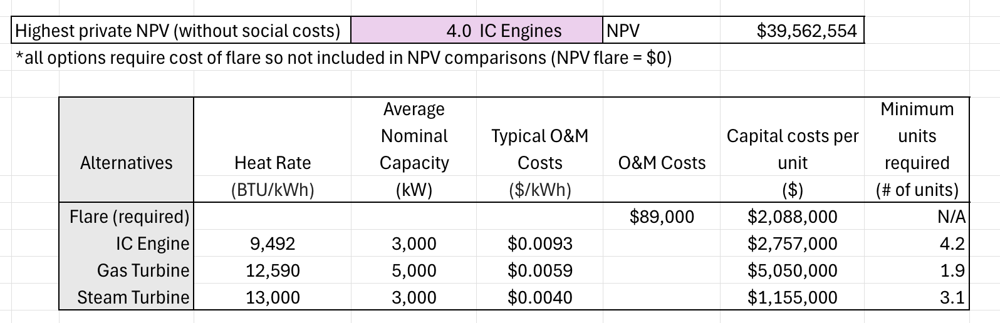 Highest private NPV (without social costs) 4.0 IC Engines NPV $39,562,554
*all options require cost of flare so not included in NPV comparisons (NPV flare = $0)
Average Minimum
Nominal Typical O&M Capital costs per units
Alternatives Heat Rate Capacity Costs O&M Costs unit required
(BTU/kWh) (kW) ($/kWh) ($) (# of units)
Flare (required) $89,000 $2,088,000 N/A
IC Engine 9,492 3,000 $0.0093 $2,757,000 4.2
Gas Turbine 12,590 5,000 $0.0059 $5,050,000 1.9
Steam Turbine 13,000 3,000 $0.0040 $1,155,000 3.1